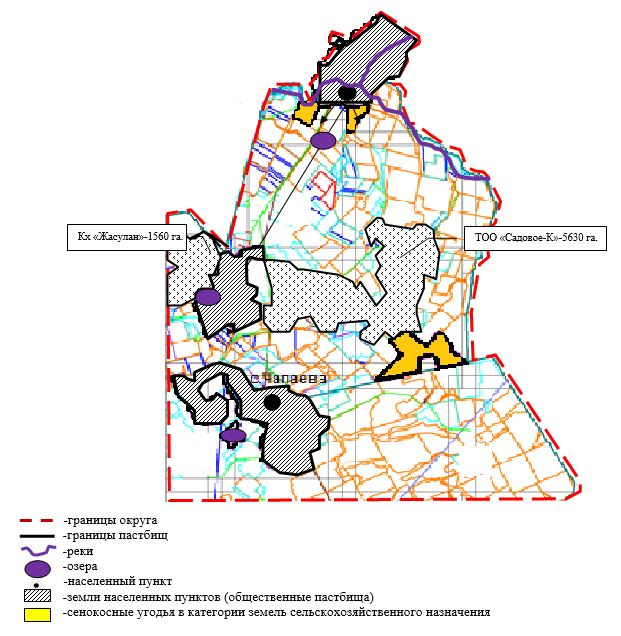 Кх «Жасулан»-1560 га.
ТОО «Садовое-К»-5630 га.
с.Чапаева
-границы округа
-границы пастбищ
-реки
-озера
-населенный пункт
-земли населенных пунктов (общественные пастбища)
-сенокосные угодья в категории земель сельскохозяйственного назначения